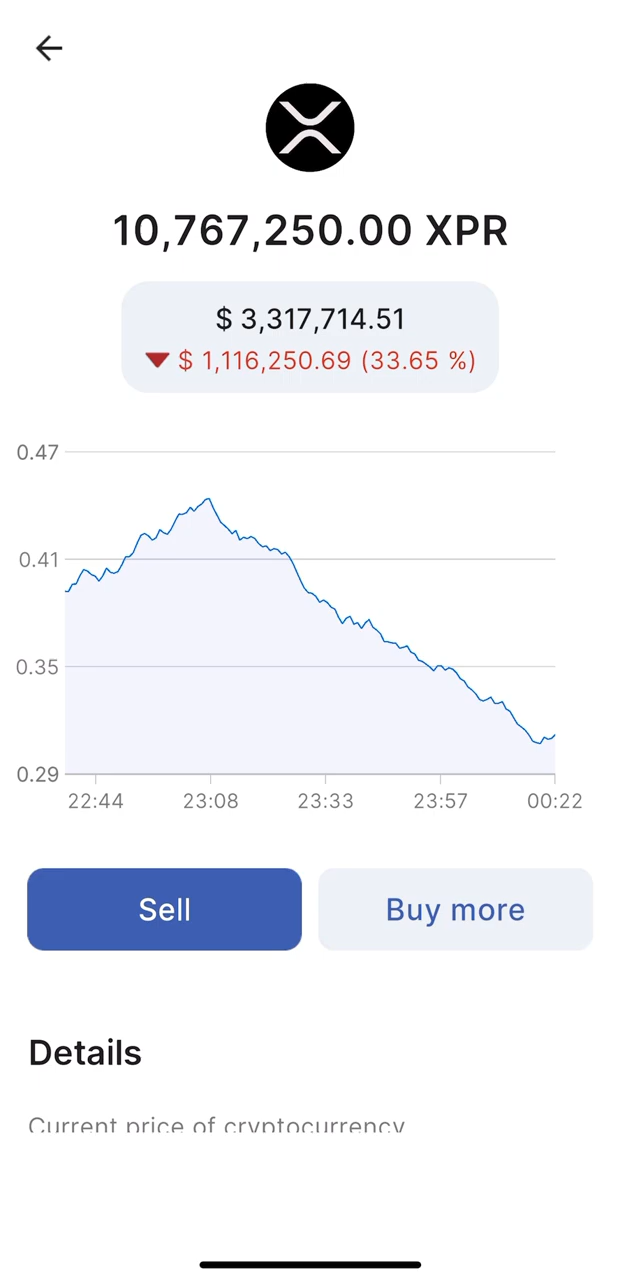 10,767,250.00 XPR
$ 3,317,714.51
$ 1,116,250.69 (33.65 %)
0.47
0.41
0.35
0.29
22:44 23:08 23:33 23:57 00:22
Sell Buy more
Details
Current price of cryptocurrency